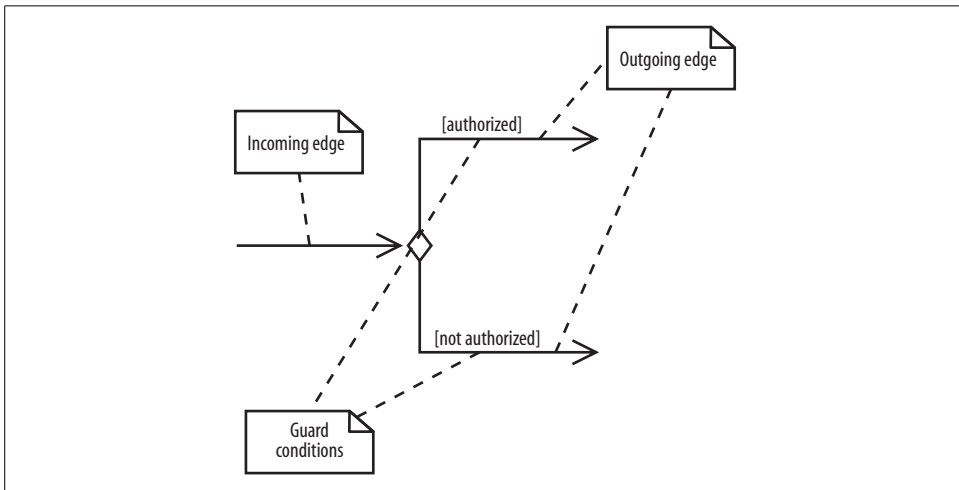 Outgoing edge
[authorized]
Incoming edge
[not authorized]
Guard
conditions